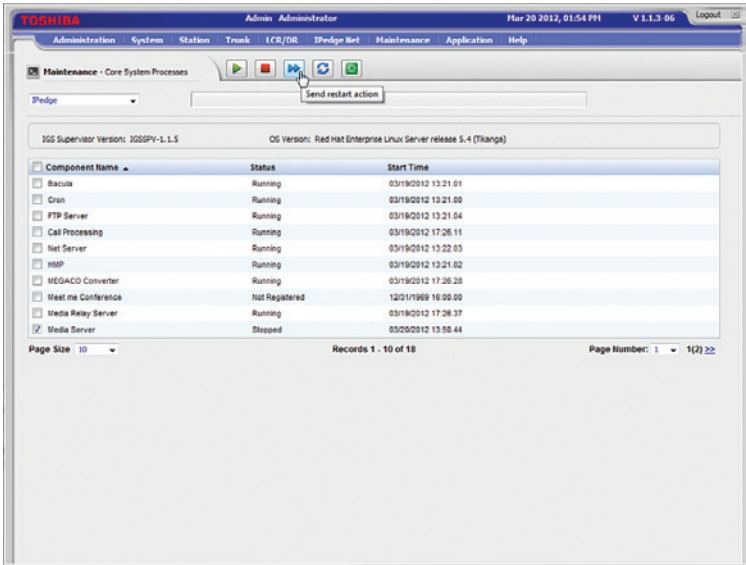 TOSHIBA Admin Administrator Mar 20 2012, 01:54 PM V 1.1.3-06 Logout
Administration System Station Trunk LCR/DR IPedge Net Maintenance Application Help
Maintenance - Core System Processes
Send restart action
IPedge
IGS Supervisor Version: IGSSPV-1.1.5 OS Version: Red Hat Enterprise Linux Server release 5.4 (Tikanga)
Component Name Status Start Time
Bacula Running 03/19/2012 13:21.01
Cron Running 03/19/2012 13:21.00
FTP Server Running 03/19/2012 13:21.04
Call Processing Running 03/19/2012 17:26.11
Net Server Running 03/19/2012 13:22.03
HMP Running 03/19/2012 13:21.02
MEGACO Converter Running 03/19/2012 17:26.28
Meet me Conference Not Registered 12/31/1969 16:00.00
Media Relay Server Running 03/19/2012 17:26.37
Media Server Stopped 03/20/2012 13:50.44
Page Size 10 Records 1 - 10 of 18 Page Number: 1 1(2) >>